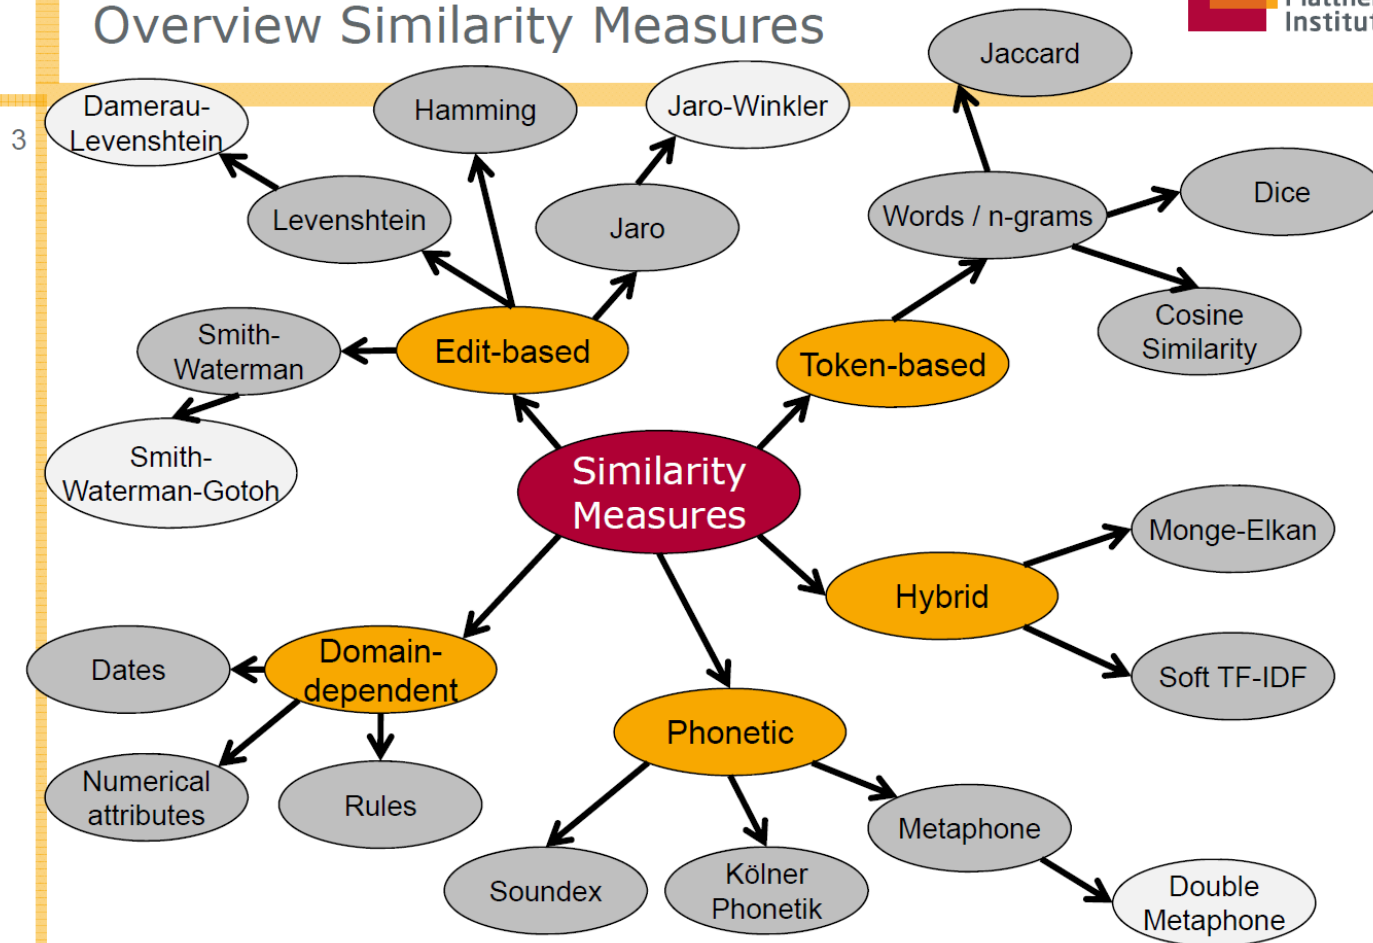 Overview Similarity Measures
Institut
3
Damerau-
Levenshtein
Hamming
Jaro-Winkler
Jaccard
Levenshtein
Jaro
Words / n-grams
Dice
Smith-
Waterman
Edit-based
Token-based
Cosine
Similarity
Smith-
Waterman-Gotoh
Similarity
Measures
Monge-Elkan
Hybrid
Soft TF-IDF
Dates
Domain-
dependent
Phonetic
Numerical
attributes
Rules
Metaphone
Soundex
Kölner
Phonetik
Double
Metaphone